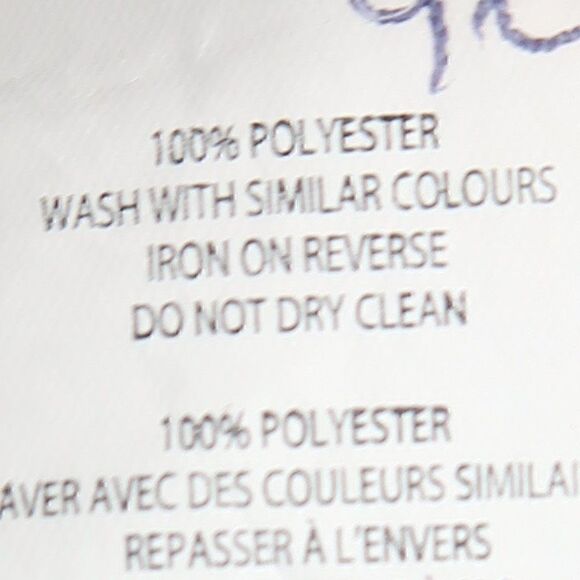 100% POLYESTER
WASH WITH SIMILAR COLOURS
IRON ON REVERSE
DO NOT DRY CLEAN
100% POLYESTER
AVER AVEC DES COULEURS SIMILAI
REPASSER À L'ENVERS